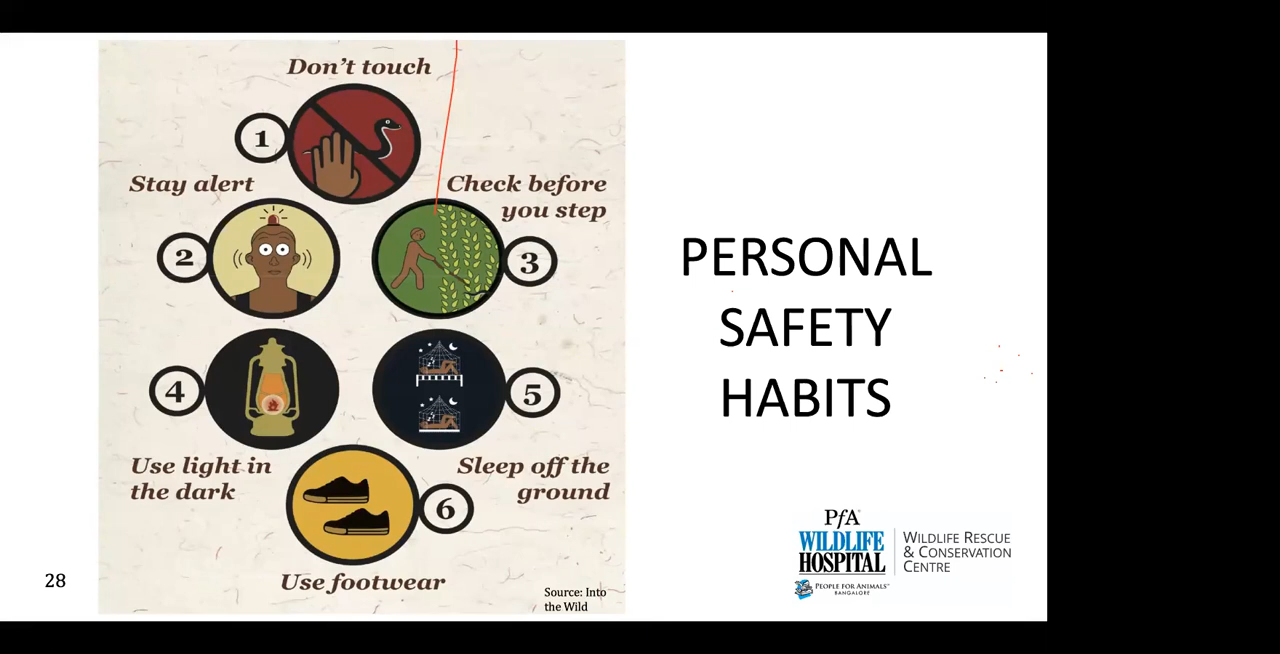 Don't touch
1
Stay alert
2
Check before
you step
3
4
Use light in
the dark
5
Sleep off the
ground
6
Use footwear
Source: Into
the Wild
28
PERSONAL
SAFETY
HABITS
PfA
WILDLIFE
HOSPITAL
PEOPLE FOR ANIMALS
BANGALORE
WILDLIFE RESCUE
& CONSERVATION
CENTRE